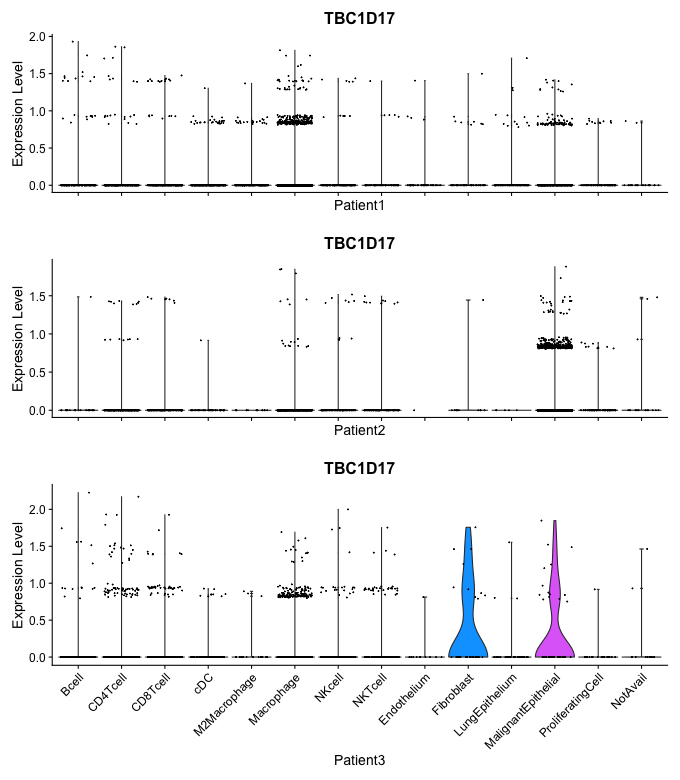 TBC1D17
Expression Level
2.0
1.5
1.0
0.5
0.0
Patient1
TBC1D17
Expression Level
1.5
1.0
0.5
0.0
Patient2
TBC1D17
Expression Level
2.0
1.5
1.0
0.5
0.0
Bcell
CD4Tcell
CD8Tcell
cDC
M2Macrophage
Macrophage
NKcell
NKTcell
Endothelium
Fibroblast
LungEpithelium
MalignantEpithelial
ProliferatingCell
NotAvail
Patient3